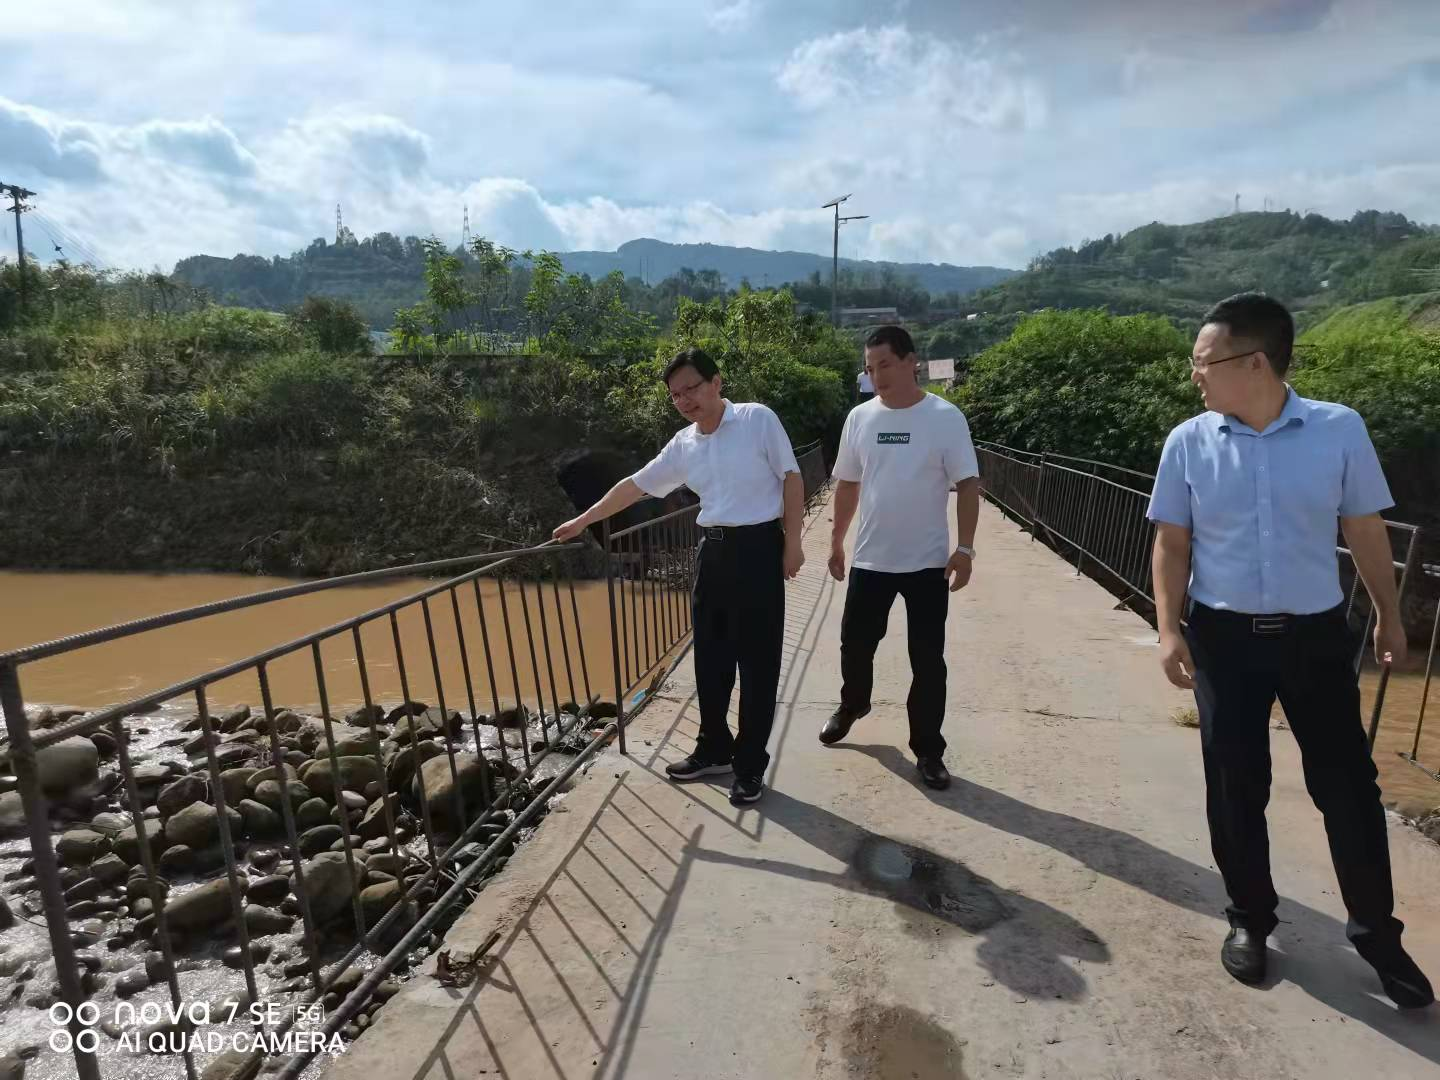 LI-NING
nova 7 SE 5G
AI QUAD CAMERA